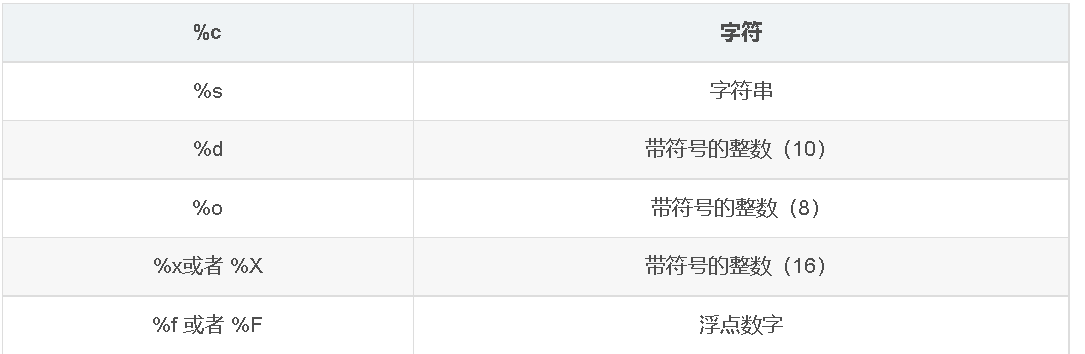 %c 字符
%s 字符串
%d 带符号的整数（10）
%o 带符号的整数（8）
%x或者 %X 带符号的整数（16）
%f 或者 %F 浮点数字